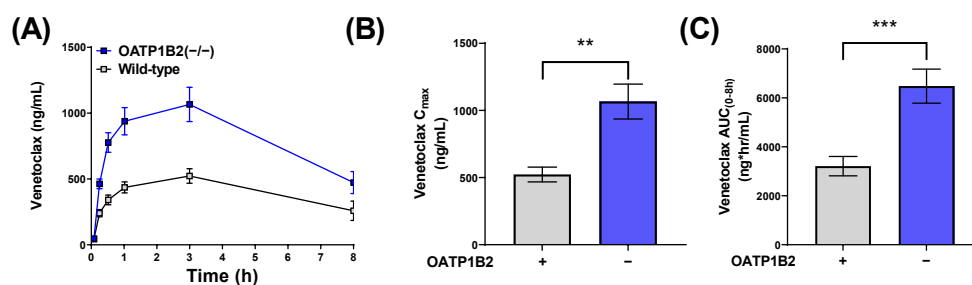 (A)
OATP1B2(−/−)
Wild-type
Venetoclax (ng/mL)
1500
1000
500
0
0 1 2 3 4 5 6 7 8
Time (h)
(B)
**
Venetoclax Cmax
(ng/mL)
1500
1000
500
0
OATP1B2 + −
(C)
***
Venetoclax AUC(0-8h)
(ng*hr/mL)
8000
6000
4000
2000
0
OATP1B2 + −